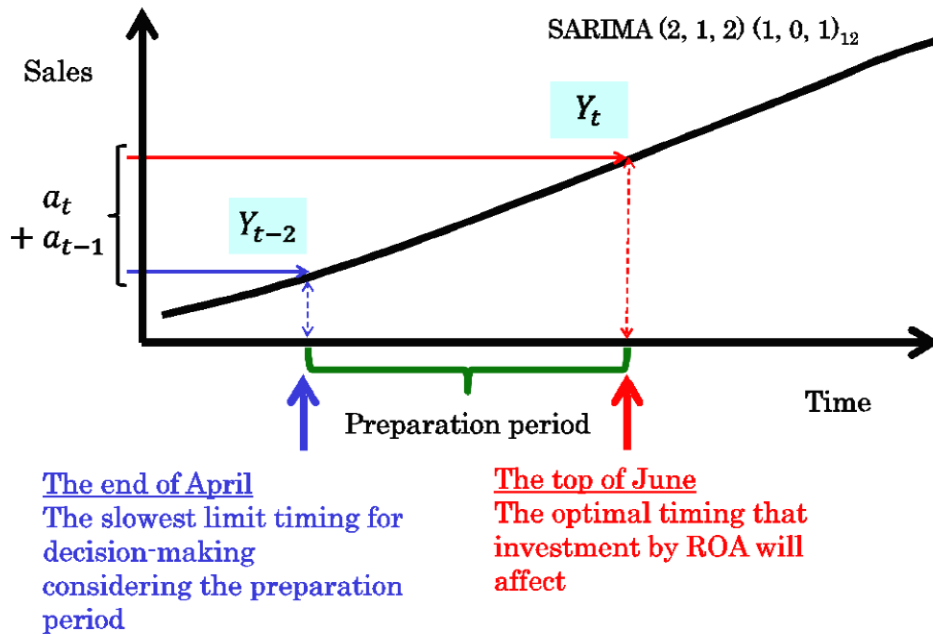 SARIMA (2, 1, 2) (1, 0, 1)₁₂
Sales
Yₜ
aₜ
+ aₜ₋₁
Yₜ₋₂
Time
Preparation period
The end of April
The slowest limit timing for
decision-making
considering the preparation
period
The top of June
The optimal timing that
investment by ROA will
affect